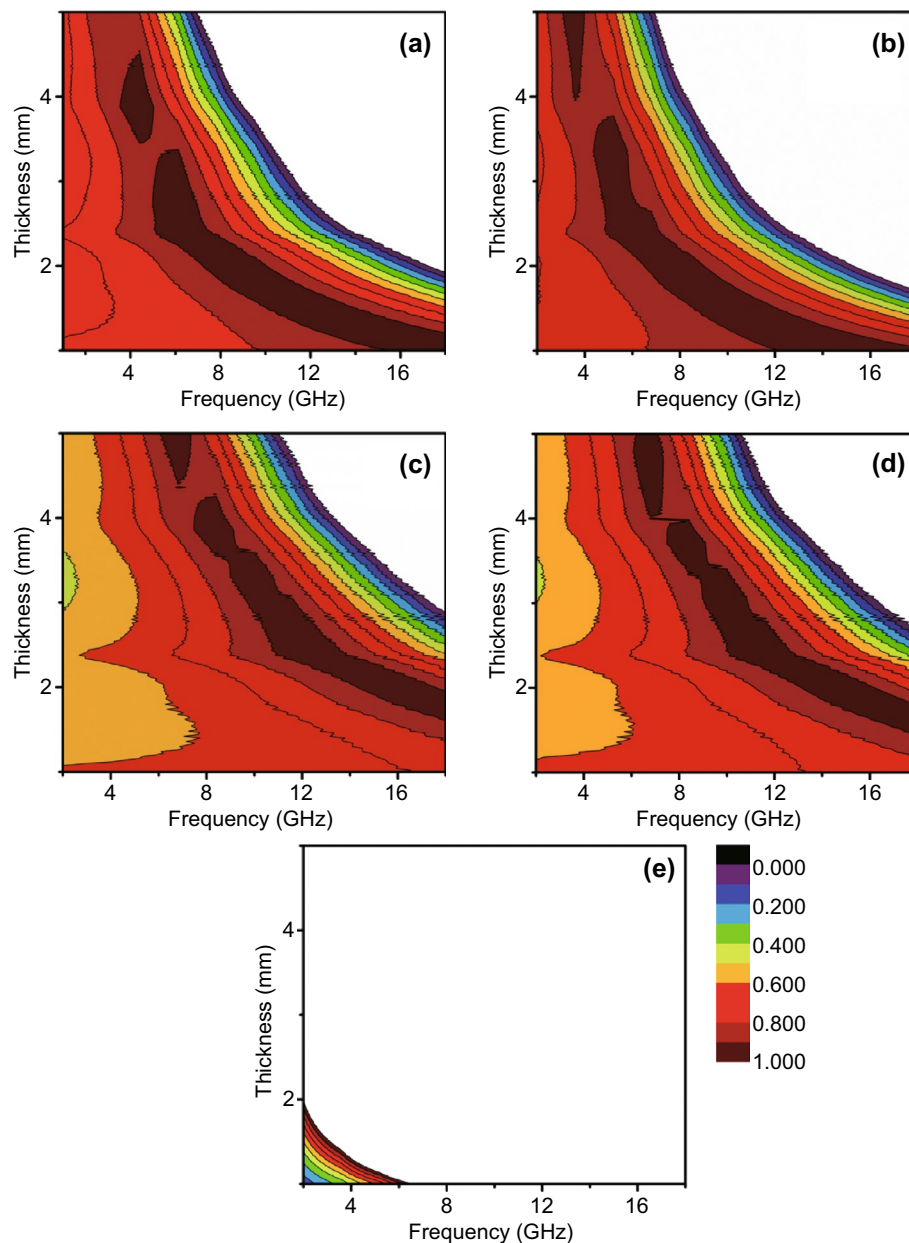 (a)
Thickness (mm)
4
2
4
8
12
16
Frequency (GHz)
(b)
Thickness (mm)
4
2
4
8
12
16
Frequency (GHz)
(c)
Thickness (mm)
4
2
4
8
12
16
Frequency (GHz)
(d)
Thickness (mm)
4
2
4
8
12
16
Frequency (GHz)
(e)
Thickness (mm)
4
2
4
8
12
16
Frequency (GHz)
0.000
0.200
0.400
0.600
0.800
1.000